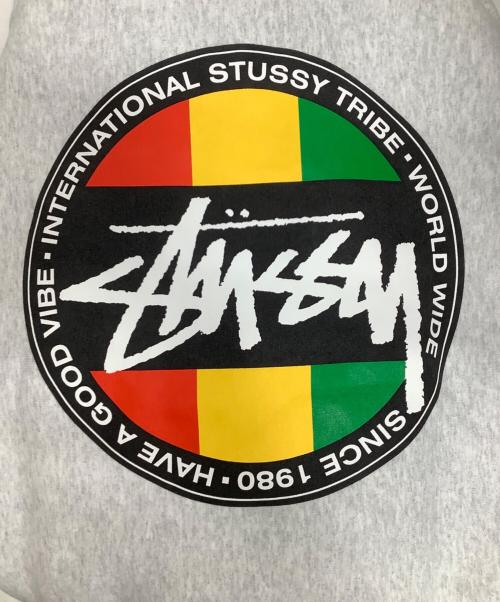 INTERNATIONAL STUSSY TRIBE · WORLD WIDE
Stüssy
SINCE 1980 · HAVE A GOOD VIBE ·